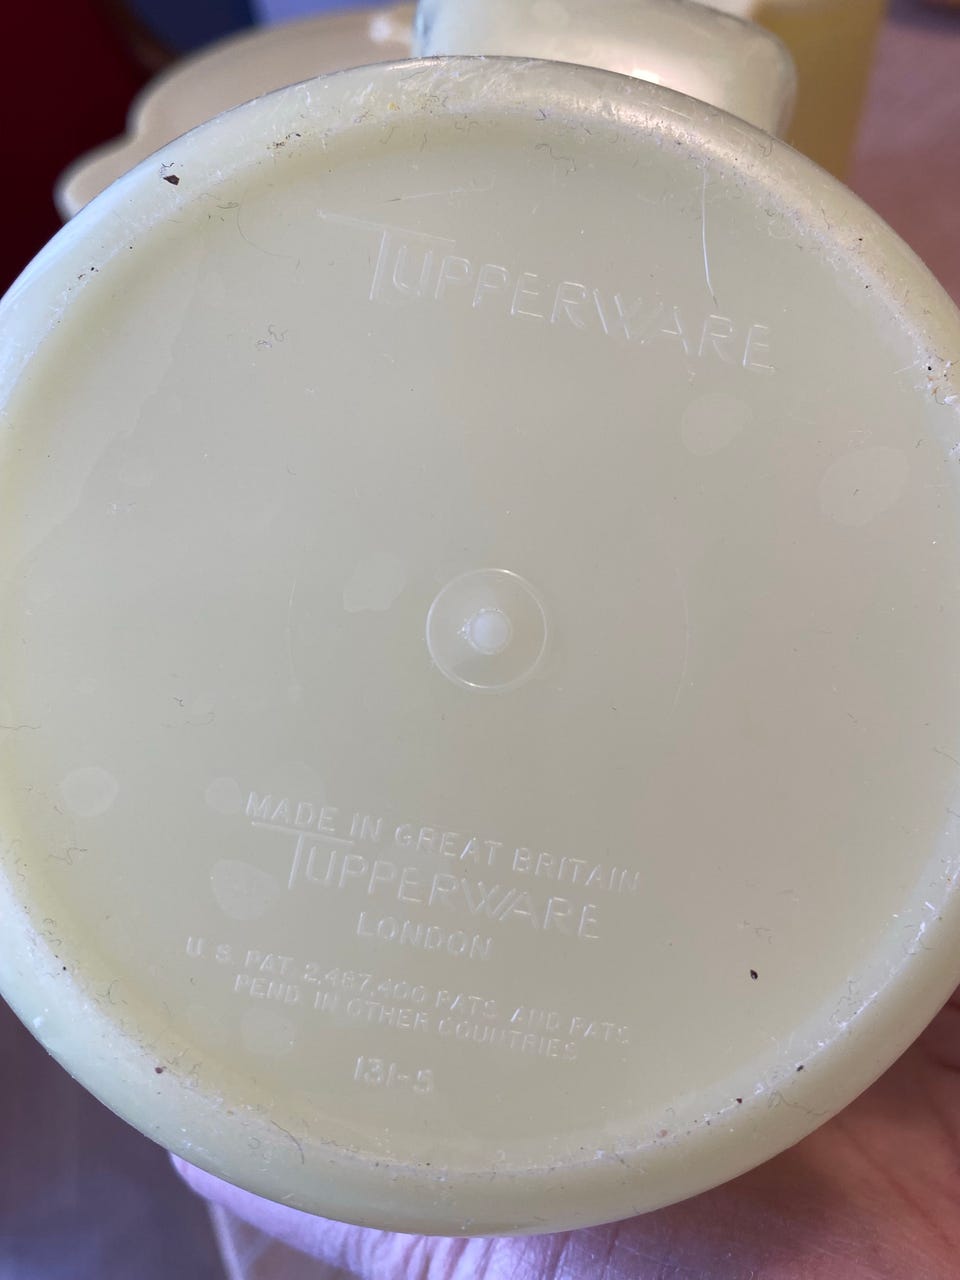 TUPPERWARE
MADE IN GREAT BRITAIN
TUPPERWARE
LONDON
U. S. PAT. 2,487,400 PATS AND PATS
PEND. IN OTHER COUNTRIES
131-5